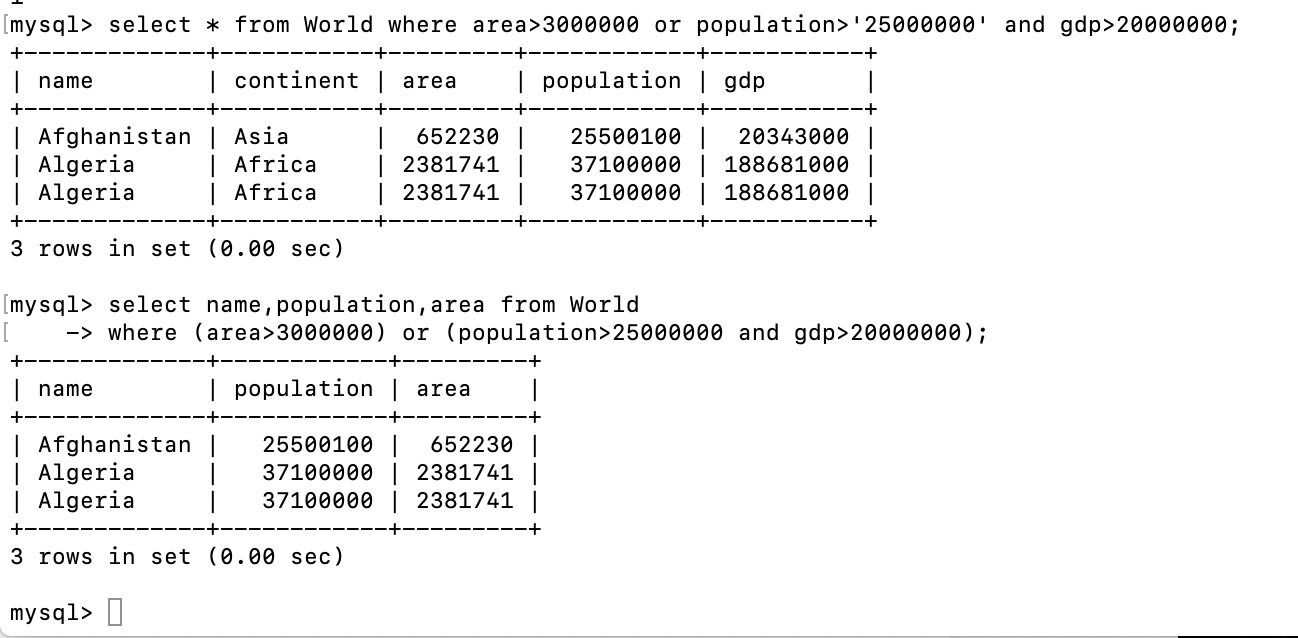 [mysql> select * from World where area>3000000 or population>'25000000' and gdp>20000000;
+-------------+-----------+---------+------------+-----------+
| name        | continent | area    | population | gdp       |
+-------------+-----------+---------+------------+-----------+
| Afghanistan | Asia      |  652230 |   25500100 |  20343000 |
| Algeria     | Africa    | 2381741 |   37100000 | 188681000 |
| Algeria     | Africa    | 2381741 |   37100000 | 188681000 |
+-------------+-----------+---------+------------+-----------+
3 rows in set (0.00 sec)
[mysql> select name,population,area from World
[    -> where (area>3000000) or (population>25000000 and gdp>20000000);
+-------------+------------+---------+
| name        | population | area    |
+-------------+------------+---------+
| Afghanistan |   25500100 |  652230 |
| Algeria     |   37100000 | 2381741 |
| Algeria     |   37100000 | 2381741 |
+-------------+------------+---------+
3 rows in set (0.00 sec)
mysql>